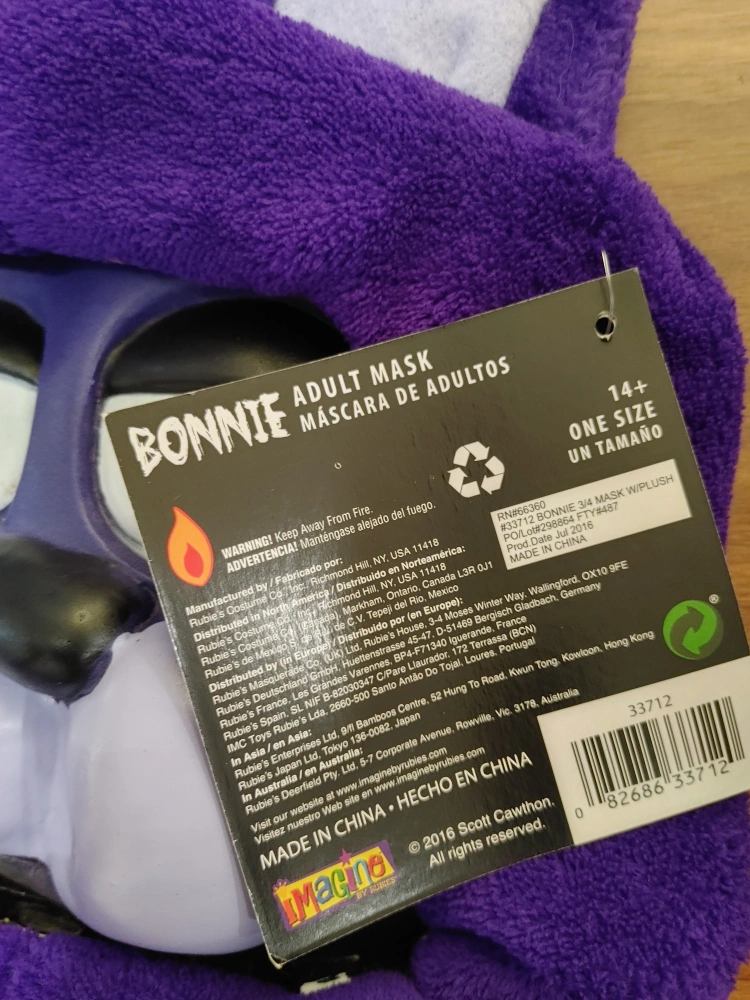 BONNIE ADULT MASK
MÁSCARA DE ADULTOS
14+
ONE SIZE
UN TAMAÑO
WARNING! Keep Away From Fire.
ADVERTENCIA! Manténgase alejado del fuego.
RN#66360
#33712 BONNIE 3/4 MASK W/PLUSH
PO/Lot#298864 FTY#487
Prod.Date Jul 2016
MADE IN CHINA
Manufactured by / Fabricado por:
Rubie's Costume Co., Inc., Richmond Hill, NY, USA 11418
Distributed in North America / Distribuido en Norteamérica:
Rubie's Costume Co., Inc., Richmond Hill, NY, USA 11418
Rubie's Costume Co. (Canada), Markham, Ontario, Canada L3R 0J1
Rubie's de Mexico, S.A. de C.V. Tepeji del Rio. Mexico
Distributed by (in Europe) / Distribuido por (en Europe):
Rubie's Masquerade Co. (UK) Ltd, Rubie's House, 3-4 Moses Winter Way, Wallingford, OX10 9FE
Rubie's Deutschland GmbH, Huettenstrasse 45-47, D-51469 Bergisch Gladbach, Germany
Rubie's France, Les Grandes Varennes, BP4-F71340 Iguerande, France
Rubie's Spain, SL NIF B-82030347 C/Pare Llaurador, 172 Terrassa (BCN)
IMC Toys Rubie's Lda. 2660-500 Santo Antão Do Tojal. Loures. Portugal
In Asia / en Asia:
Rubie's Enterprises Ltd, 9/fl Bamboos Centre, 52 Hung To Road, Kwun Tong, Kowloon, Hong Kong
Rubie's Japan Ltd, Tokyo 136-0082, Japan
In Australia / en Australia:
Rubie's Deerfield Pty. Ltd. 5-7 Corporate Avenue, Rowville, Vic. 3178, Australia
Visit our website at www.imaginebyrubies.com
Visitez nuestro Web site en www.imaginebyrubies.com
MADE IN CHINA • HECHO EN CHINA
imagine
BY RUBIES
© 2016 Scott Cawthon.
All rights reserved.
®
33712
0 82686 33712